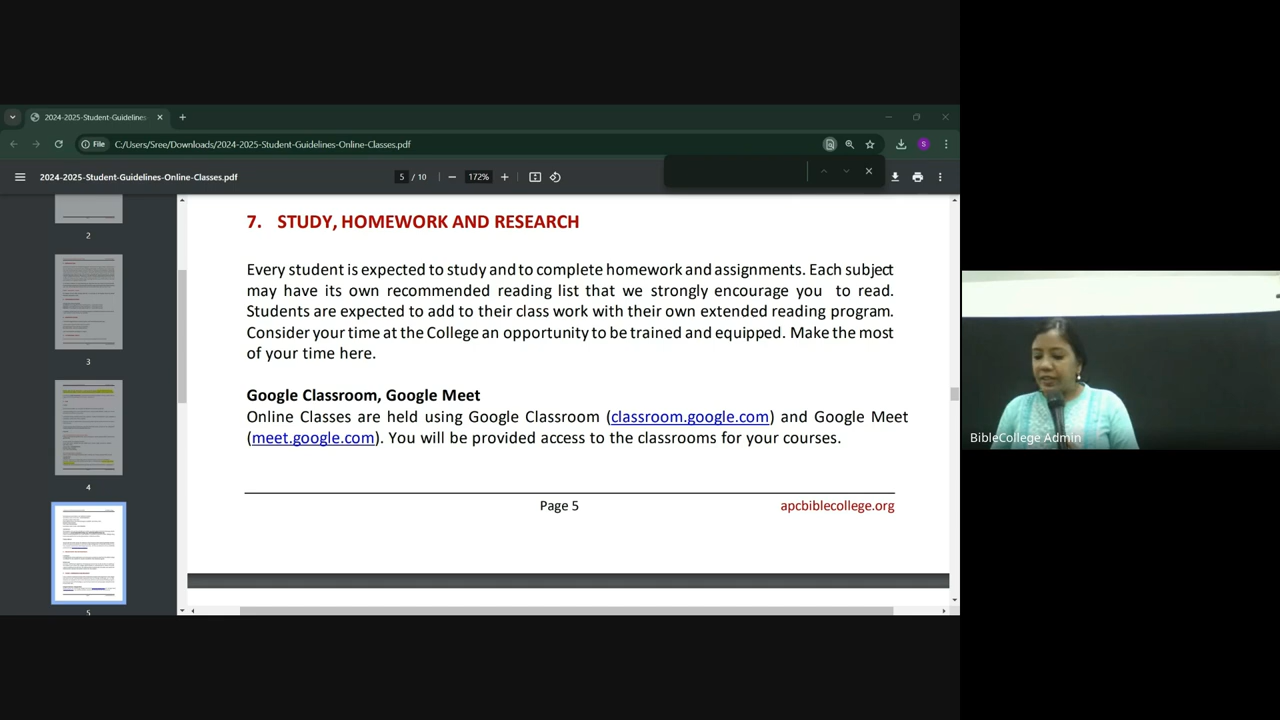 2024-2025-Student-Guidelines
File
C:/Users/Sree/Downloads/2024-2025-Student-Guidelines-Online-Classes.pdf
S
2024-2025-Student-Guidelines-Online-Classes.pdf
5 / 10
172%
2
3
4
5
7. STUDY, HOMEWORK AND RESEARCH
Every student is expected to study and to complete homework and assignments. Each subject
may have its own recommended reading list that we strongly encourage you to read.
Students are expected to add to their class work with their own extended reading program.
Consider your time at the College an opportunity to be trained and equipped. Make the most
of your time here.
Google Classroom, Google Meet
Online Classes are held using Google Classroom (classroom.google.com) and Google Meet
(meet.google.com). You will be provided access to the classrooms for your courses.
Page 5
apcbiblecollege.org
BibleCollege Admin